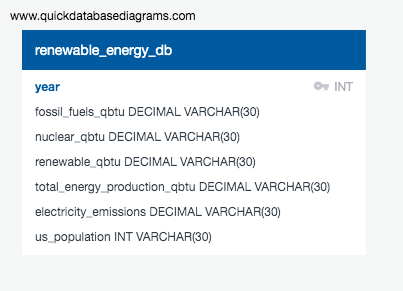 www.quickdatabasediagrams.com
renewable_energy_db
year INT
fossil_fuels_qbtu DECIMAL VARCHAR(30)
nuclear_qbtu DECIMAL VARCHAR(30)
renewable_qbtu DECIMAL VARCHAR(30)
total_energy_production_qbtu DECIMAL VARCHAR(30)
electricity_emissions DECIMAL VARCHAR(30)
us_population INT VARCHAR(30)